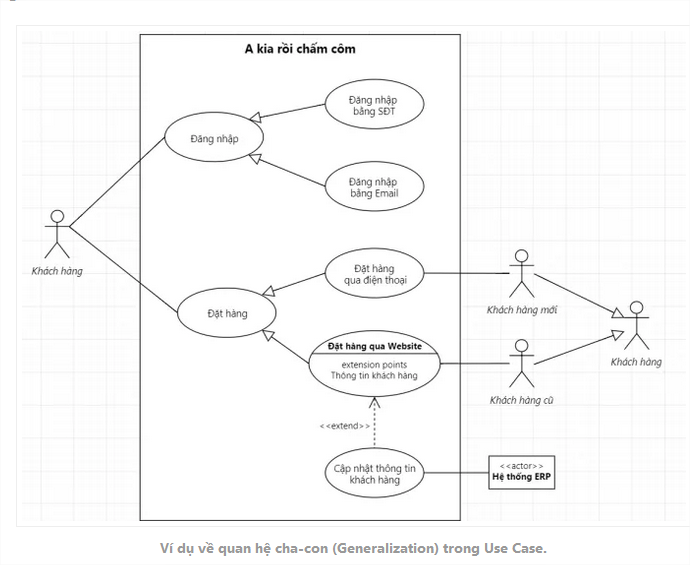 A kia rồi chấm côm
Đăng nhập
bằng SĐT
Đăng nhập
Đăng nhập
bằng Email
Khách hàng
Đặt hàng
qua điện thoại
Khách hàng mới
Đặt hàng
Đặt hàng qua Website
extension points
Thông tin khách hàng
Khách hàng
Khách hàng cũ
<<extend>>
Cập nhật thông tin
khách hàng
<<actor>>
Hệ thống ERP
Ví dụ về quan hệ cha-con (Generalization) trong Use Case.